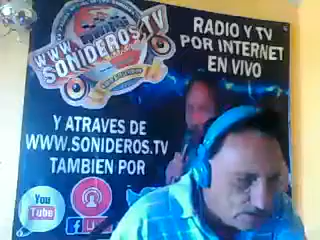 WWW.
SONIDEROS.TV
RADIO Y TV
POR INTERNET
EN VIVO
Y ATRAVES DE
WWW.SONIDEROS.TV
TAMBIEN POR
You
Tube
f